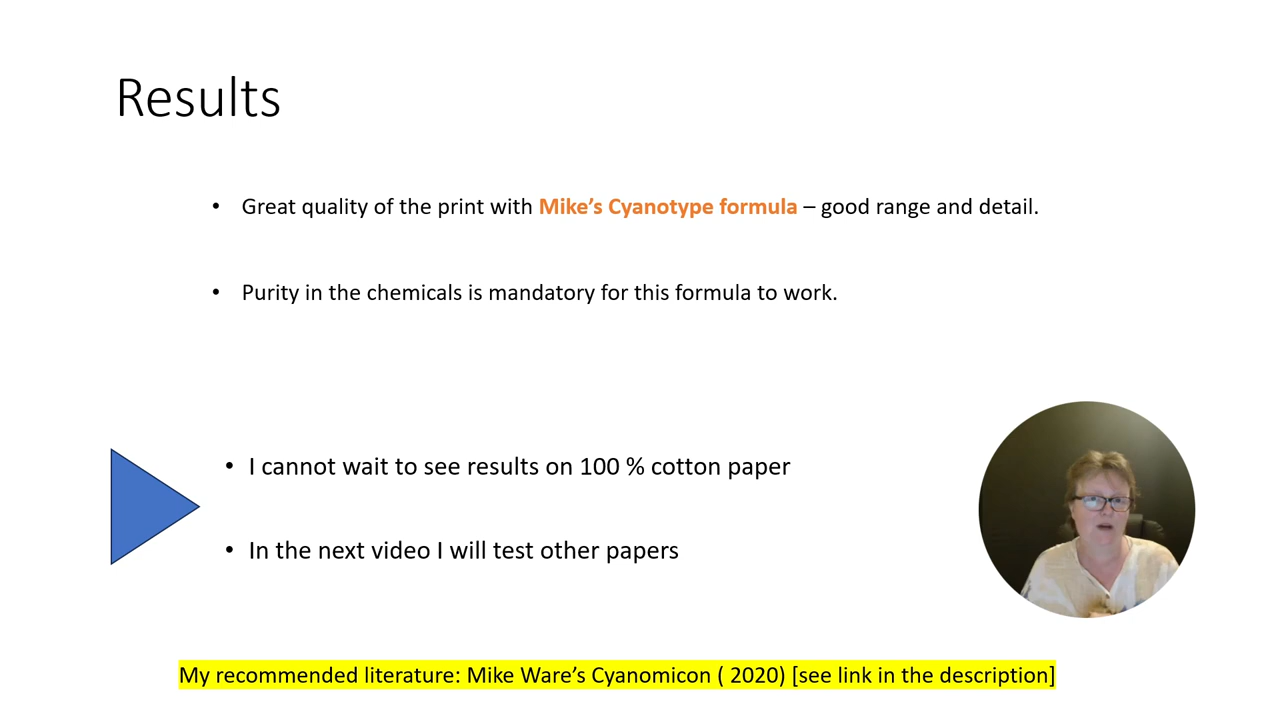 Results
• Great quality of the print with Mike’s Cyanotype formula – good range and detail.
• Purity in the chemicals is mandatory for this formula to work.
• I cannot wait to see results on 100 % cotton paper
• In the next video I will test other papers
My recommended literature: Mike Ware’s Cyanomicon ( 2020) [see link in the description]